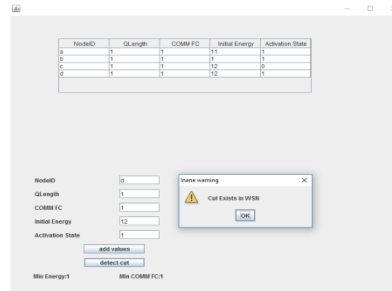 NodeID QLength COMM FC Initial Energy Activation State
a 1 1 11 1
b 1 1 1 1
c 1 1 12 0
d 1 1 12 1
NodeID d
QLength 1
COMM FC 1
Initial Energy 12
Activation State 1
add values
detect cut
Min Energy:1 Min COMM FC:1
Inane warning
Cut Exists in WSN
OK